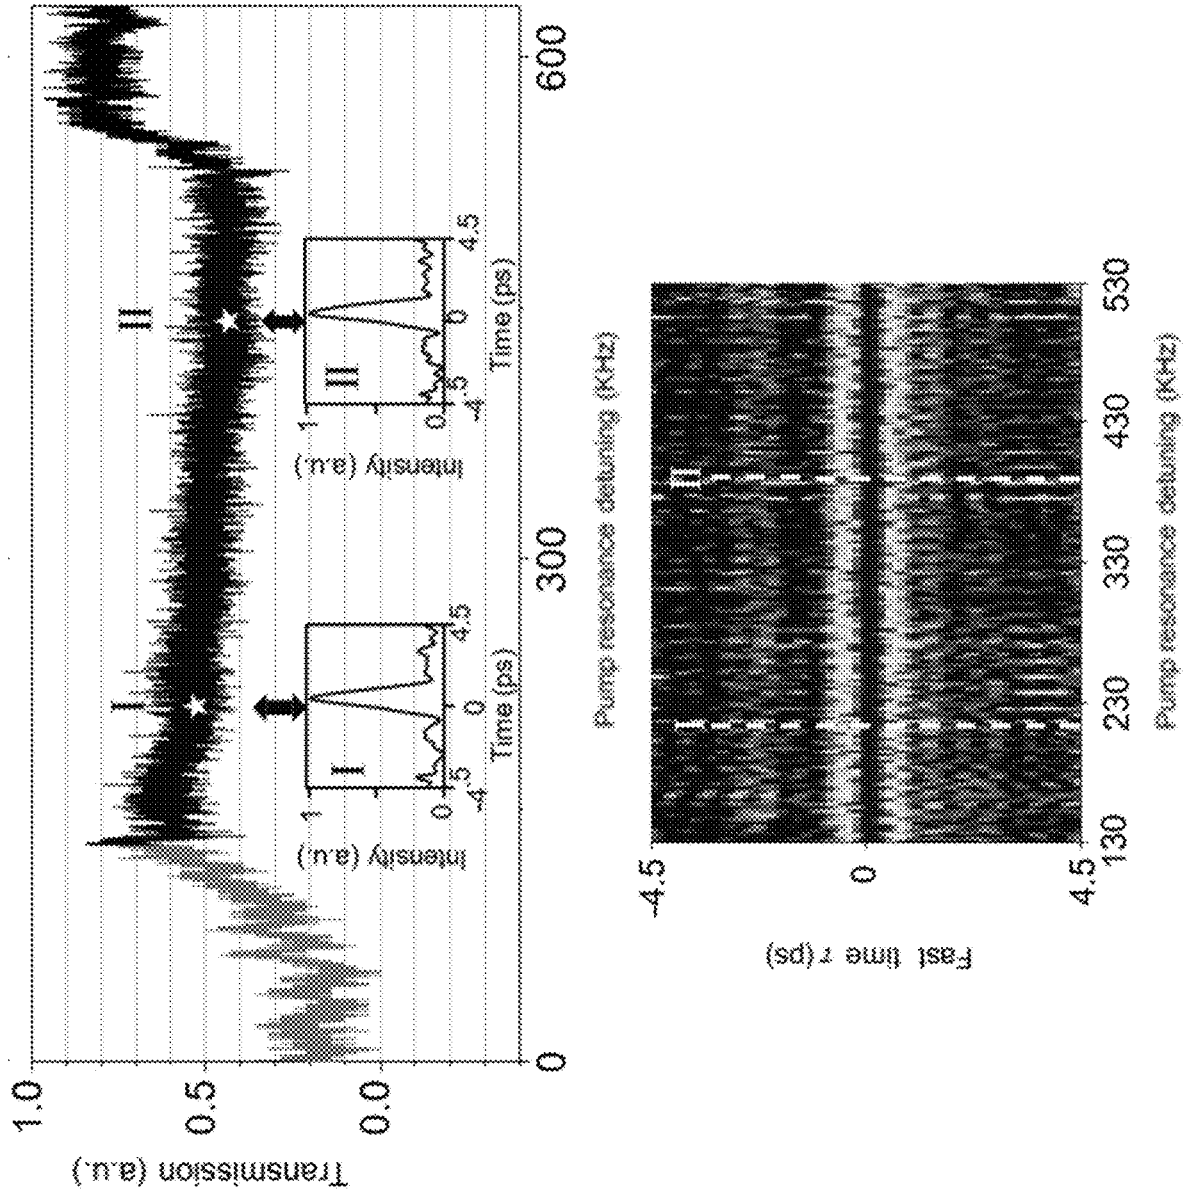 1.0
0.5
0.0
Transmission (a.u.)
I
II
1
0
Intensity (a.u.)
I
-4.5
0
4.5
Time (ps)
1
0
Intensity (a.u.)
II
-4.5
0
4.5
Time (ps)
0
300
600
Pump resonance detuning (KHz)
-4.5
0
4.5
Fast time τ (ps)
II
130
230
330
430
530
Pump resonance detuning (KHz)